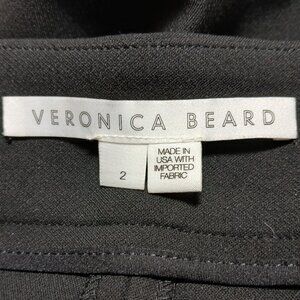 VERONICA BEARD
2
MADE IN
USA WITH
IMPORTED
FABRIC